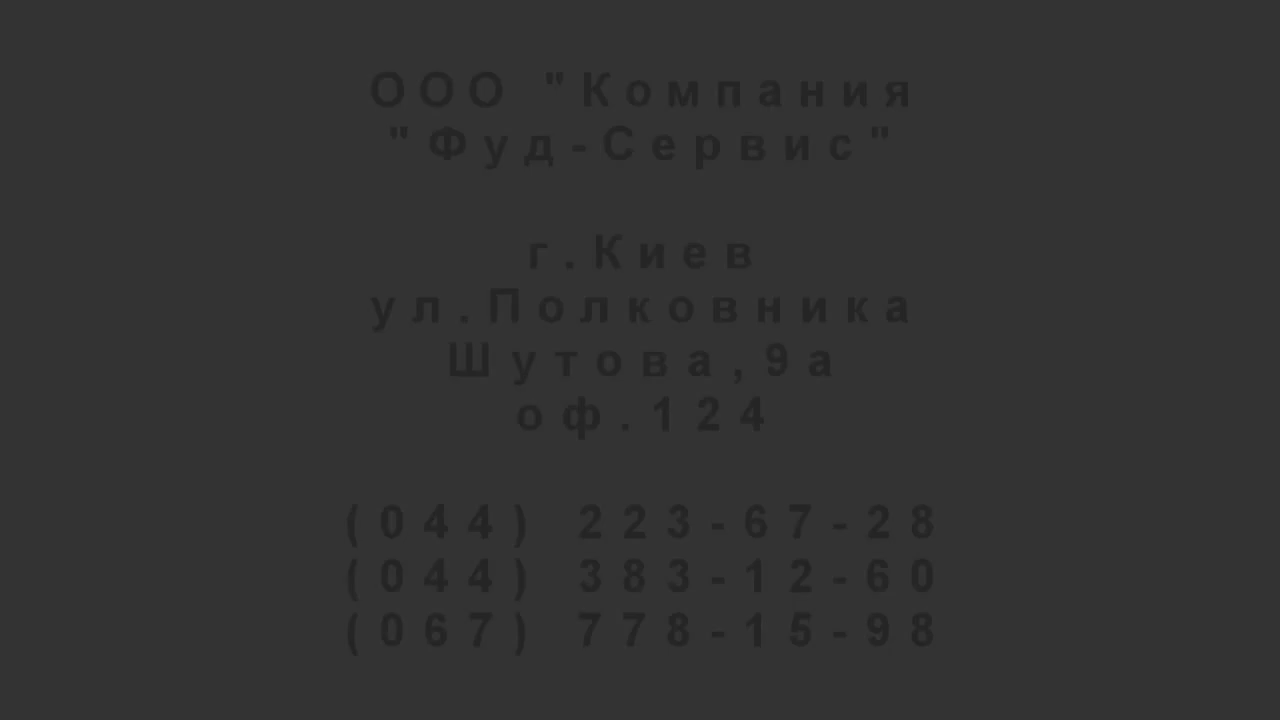 ООО "Компания
"Фуд-Сервис"
г.Киев
ул.Полковника
Шутова,9а
оф.124
(044) 223-67-28
(044) 383-12-60
(067) 778-15-98